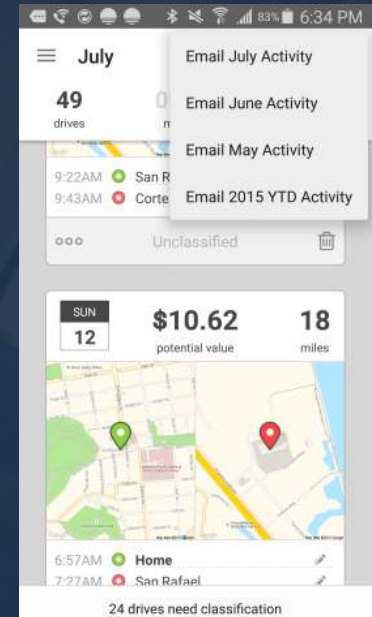 83% 6:34 PM
July
49
drives
Email July Activity
Email June Activity
Email May Activity
Email 2015 YTD Activity
9:22AM San R
9:43AM Corte
Unclassified
SUN
12
$10.62
potential value
18
miles
6:57AM Home
7:27AM San Rafael
24 drives need classification